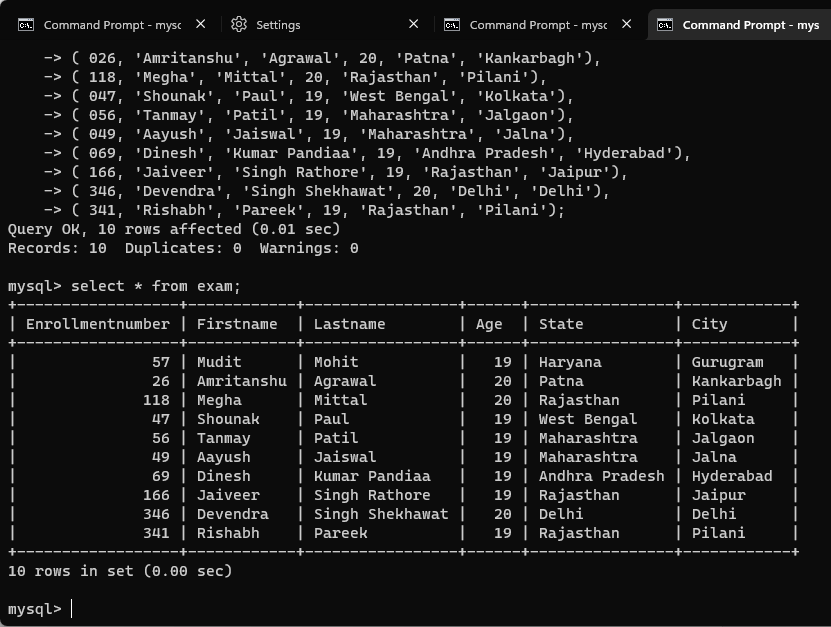 Command Prompt - mysc Settings Command Prompt - mysc Command Prompt - mys
-> ( 026, 'Amritanshu', 'Agrawal', 20, 'Patna', 'Kankarbagh'),
-> ( 118, 'Megha', 'Mittal', 20, 'Rajasthan', 'Pilani'),
-> ( 047, 'Shounak', 'Paul', 19, 'West Bengal', 'Kolkata'),
-> ( 056, 'Tanmay', 'Patil', 19, 'Maharashtra', 'Jalgaon'),
-> ( 049, 'Aayush', 'Jaiswal', 19, 'Maharashtra', 'Jalna'),
-> ( 069, 'Dinesh', 'Kumar Pandiaa', 19, 'Andhra Pradesh', 'Hyderabad'),
-> ( 166, 'Jaiveer', 'Singh Rathore', 19, 'Rajasthan', 'Jaipur'),
-> ( 346, 'Devendra', 'Singh Shekhawat', 20, 'Delhi', 'Delhi'),
-> ( 341, 'Rishabh', 'Pareek', 19, 'Rajasthan', 'Pilani');
Query OK, 10 rows affected (0.01 sec)
Records: 10  Duplicates: 0  Warnings: 0
mysql> select * from exam;
+------------------+------------+-----------------+------+----------------+------------+
| Enrollmentnumber | Firstname  | Lastname        | Age  | State          | City       |
+------------------+------------+-----------------+------+----------------+------------+
|               57 | Mudit      | Mohit           |   19 | Haryana        | Gurugram   |
|               26 | Amritanshu | Agrawal         |   20 | Patna          | Kankarbagh |
|              118 | Megha      | Mittal          |   20 | Rajasthan      | Pilani     |
|               47 | Shounak    | Paul            |   19 | West Bengal    | Kolkata    |
|               56 | Tanmay     | Patil           |   19 | Maharashtra    | Jalgaon    |
|               49 | Aayush     | Jaiswal         |   19 | Maharashtra    | Jalna      |
|               69 | Dinesh     | Kumar Pandiaa   |   19 | Andhra Pradesh | Hyderabad  |
|              166 | Jaiveer    | Singh Rathore   |   19 | Rajasthan      | Jaipur     |
|              346 | Devendra   | Singh Shekhawat |   20 | Delhi          | Delhi      |
|              341 | Rishabh    | Pareek          |   19 | Rajasthan      | Pilani     |
+------------------+------------+-----------------+------+----------------+------------+
10 rows in set (0.00 sec)
mysql>